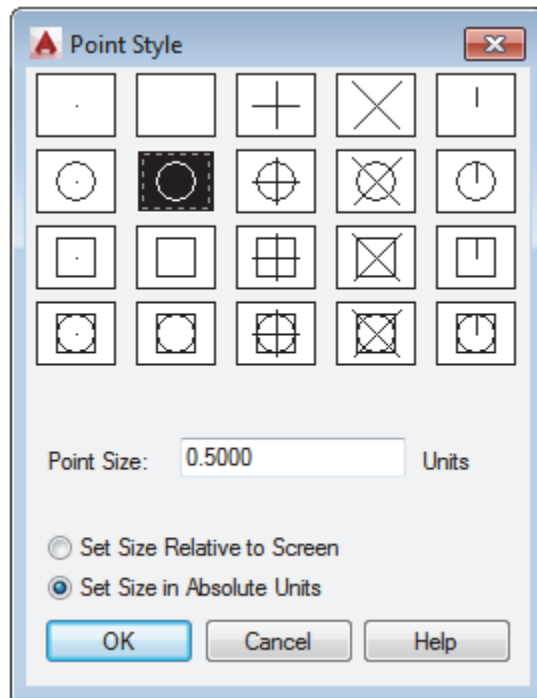 Point Style
Point Size: 0.5000 Units
Set Size Relative to Screen
Set Size in Absolute Units
OK Cancel Help